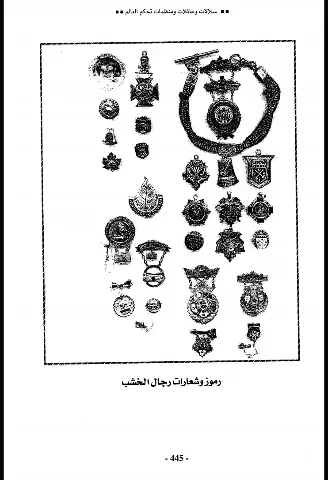 ■ ■ سلالات وعائلات ومنظمات تحكم العالم ■ ■
رموز وشعارات رجال الخشب
- 445 -